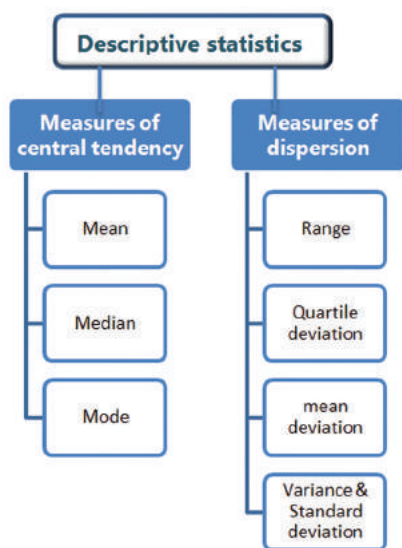 Descriptive statistics
Measures of
central tendency
Mean
Median
Mode
Measures of
dispersion
Range
Quartile
deviation
mean
deviation
Variance &
Standard
deviation